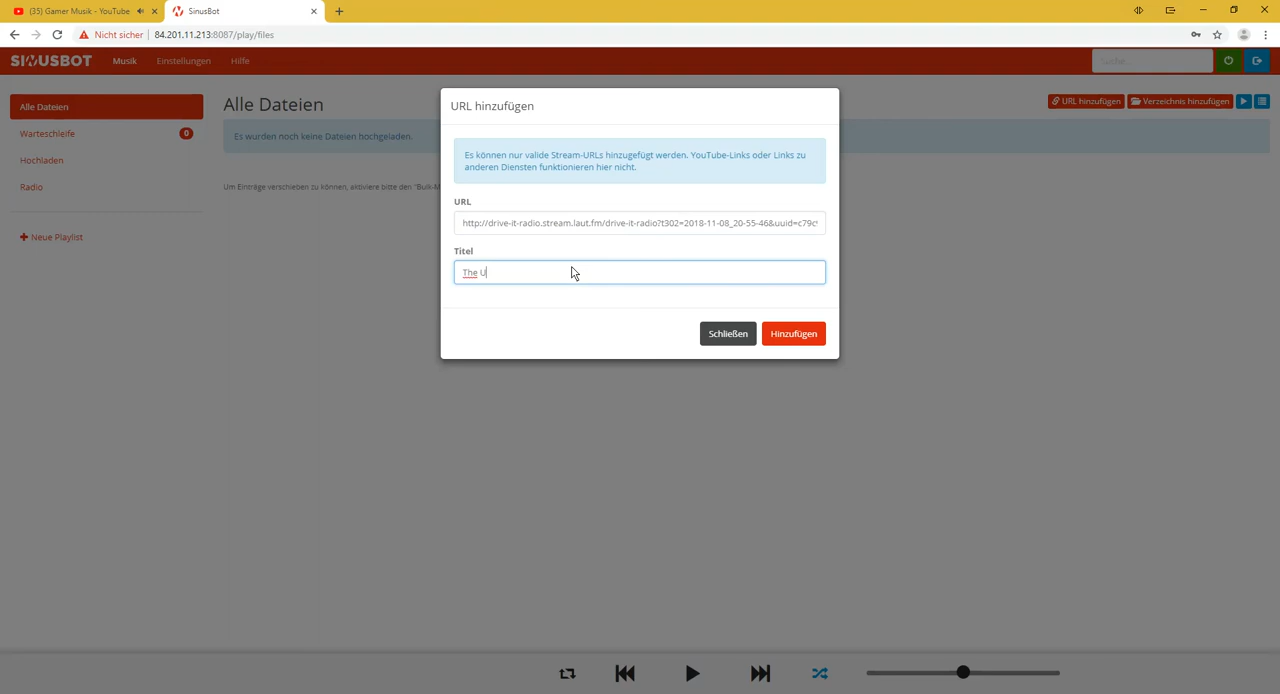 (35) Gamer Musik - YouTube
SinusBot
Nicht sicher
84.201.11.213:8087/play/files
SINUSBOT
Musik
Einstellungen
Hilfe
Suche
Alle Dateien
Warteschleife
0
Hochladen
Radio
Neue Playlist
Alle Dateien
URL hinzufügen
Verzeichnis hinzufügen
Es wurden noch keine Dateien hochgeladen.
Um Einträge verschieben zu können, aktiviere bitte den "Bulk-M
URL hinzufügen
Es können nur valide Stream-URLs hinzugefügt werden. YouTube-Links oder Links zu
anderen Diensten funktionieren hier nicht.
URL
http://drive-it-radio.stream.laut.fm/drive-it-radio?t302=2018-11-08_20-55-46&uuid=c79c
Titel
The U
Schließen
Hinzufügen